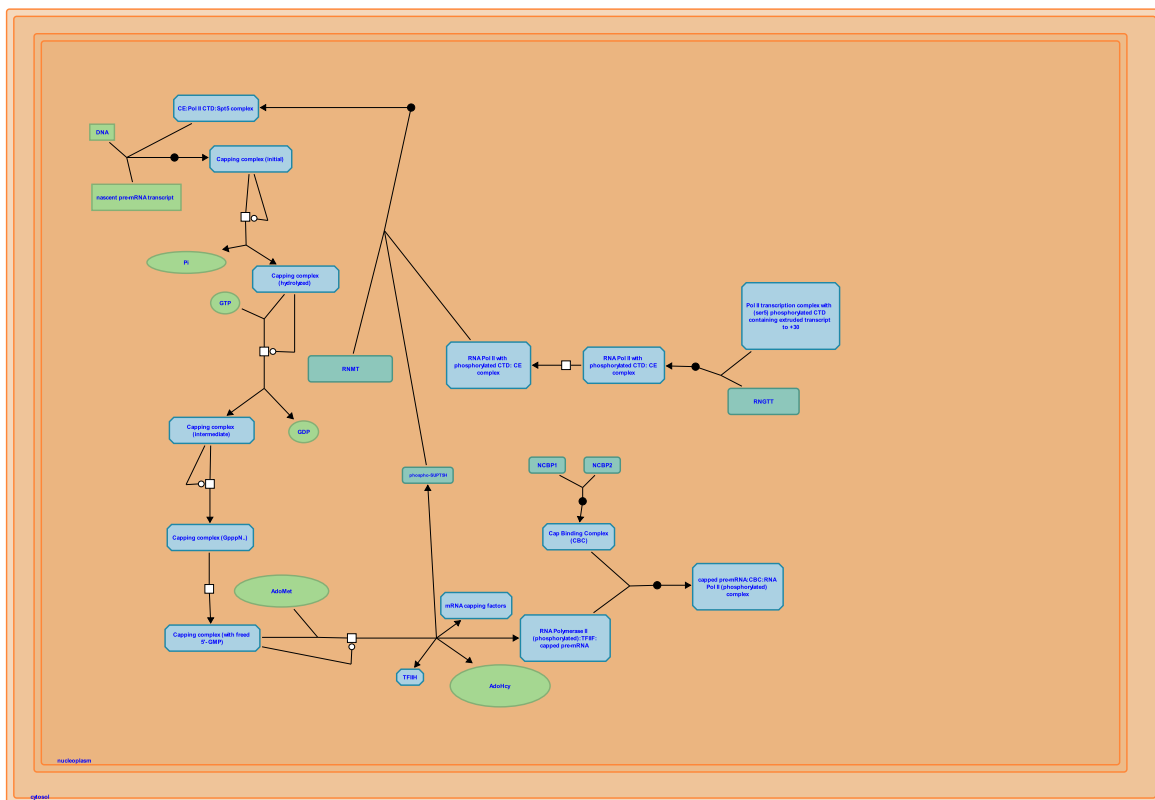 CE:Pol II CTD:Spt5 complex
DNA
Capping complex (initial)
nascent pre-mRNA transcript
Pi
Capping complex
(hydrolyzed)
GTP
Pol II transcription complex with
(ser5) phosphorylated CTD
containing extruded transcript
to +30
RNMT
RNA Pol II with
phosphorylated CTD: CE
complex
RNA Pol II with
phosphorylated CTD: CE
complex
RNGTT
Capping complex
(intermediate)
GDP
phospho-SUPT5H
NCBP1
NCBP2
Capping complex (GpppN..)
Cap Binding Complex
(CBC)
AdoMet
capped pre-mRNA:CBC:RNA
Pol II (phosphorylated)
complex
mRNA capping factors
Capping complex (with freed
5'- GMP)
RNA Polymerase II
(phosphorylated):TFIIF:
capped pre-mRNA
TFIIH
AdoHcy
nucleoplasm
cytosol